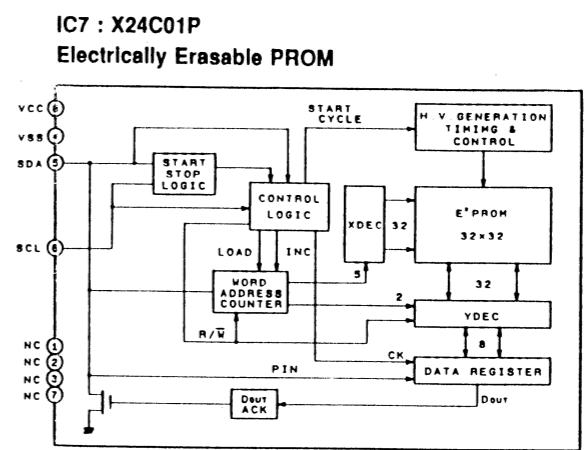 IC7 : X24C01P
Electrically Erasable PROM
VCC 8
VSS 4
SDA 5
SCL 6
NC 1
NC 2
NC 3
NC 7
START
STOP
LOGIC
START
CYCLE
H.V. GENERATION
TIMIMG &
CONTROL
CONTROL
LOGIC
XDEC
32
E²PROM
32×32
LOAD
INC
5
WORD
ADDRESS
COUNTER
2
32
YDEC
R/W̅
8
CK
PIN
DATA REGISTER
DOUT
DOUT
ACK